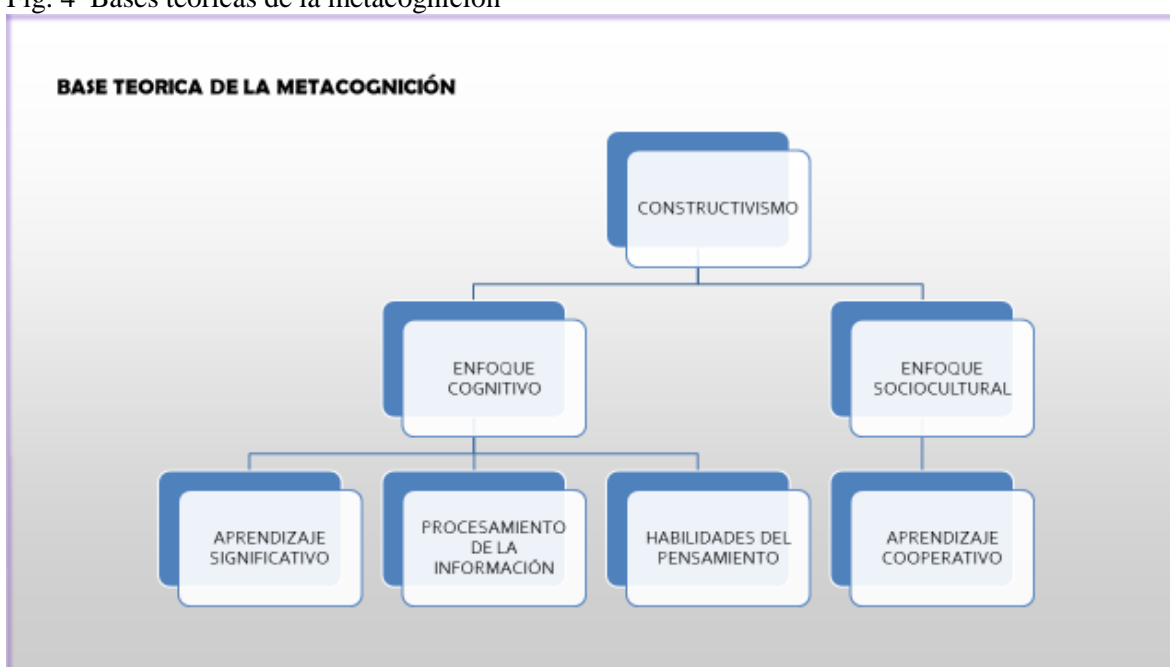 Fig. 4 Bases teóricas de la metacognición
BASE TEORICA DE LA METACOGNICIÓN
CONSTRUCTIVISMO
ENFOQUE
COGNITIVO
ENFOQUE
SOCIOCULTURAL
APRENDIZAJE
SIGNIFICATIVO
PROCESAMIENTO
DE LA
INFORMACIÓN
HABILIDADES DEL
PENSAMIENTO
APRENDIZAJE
COOPERATIVO